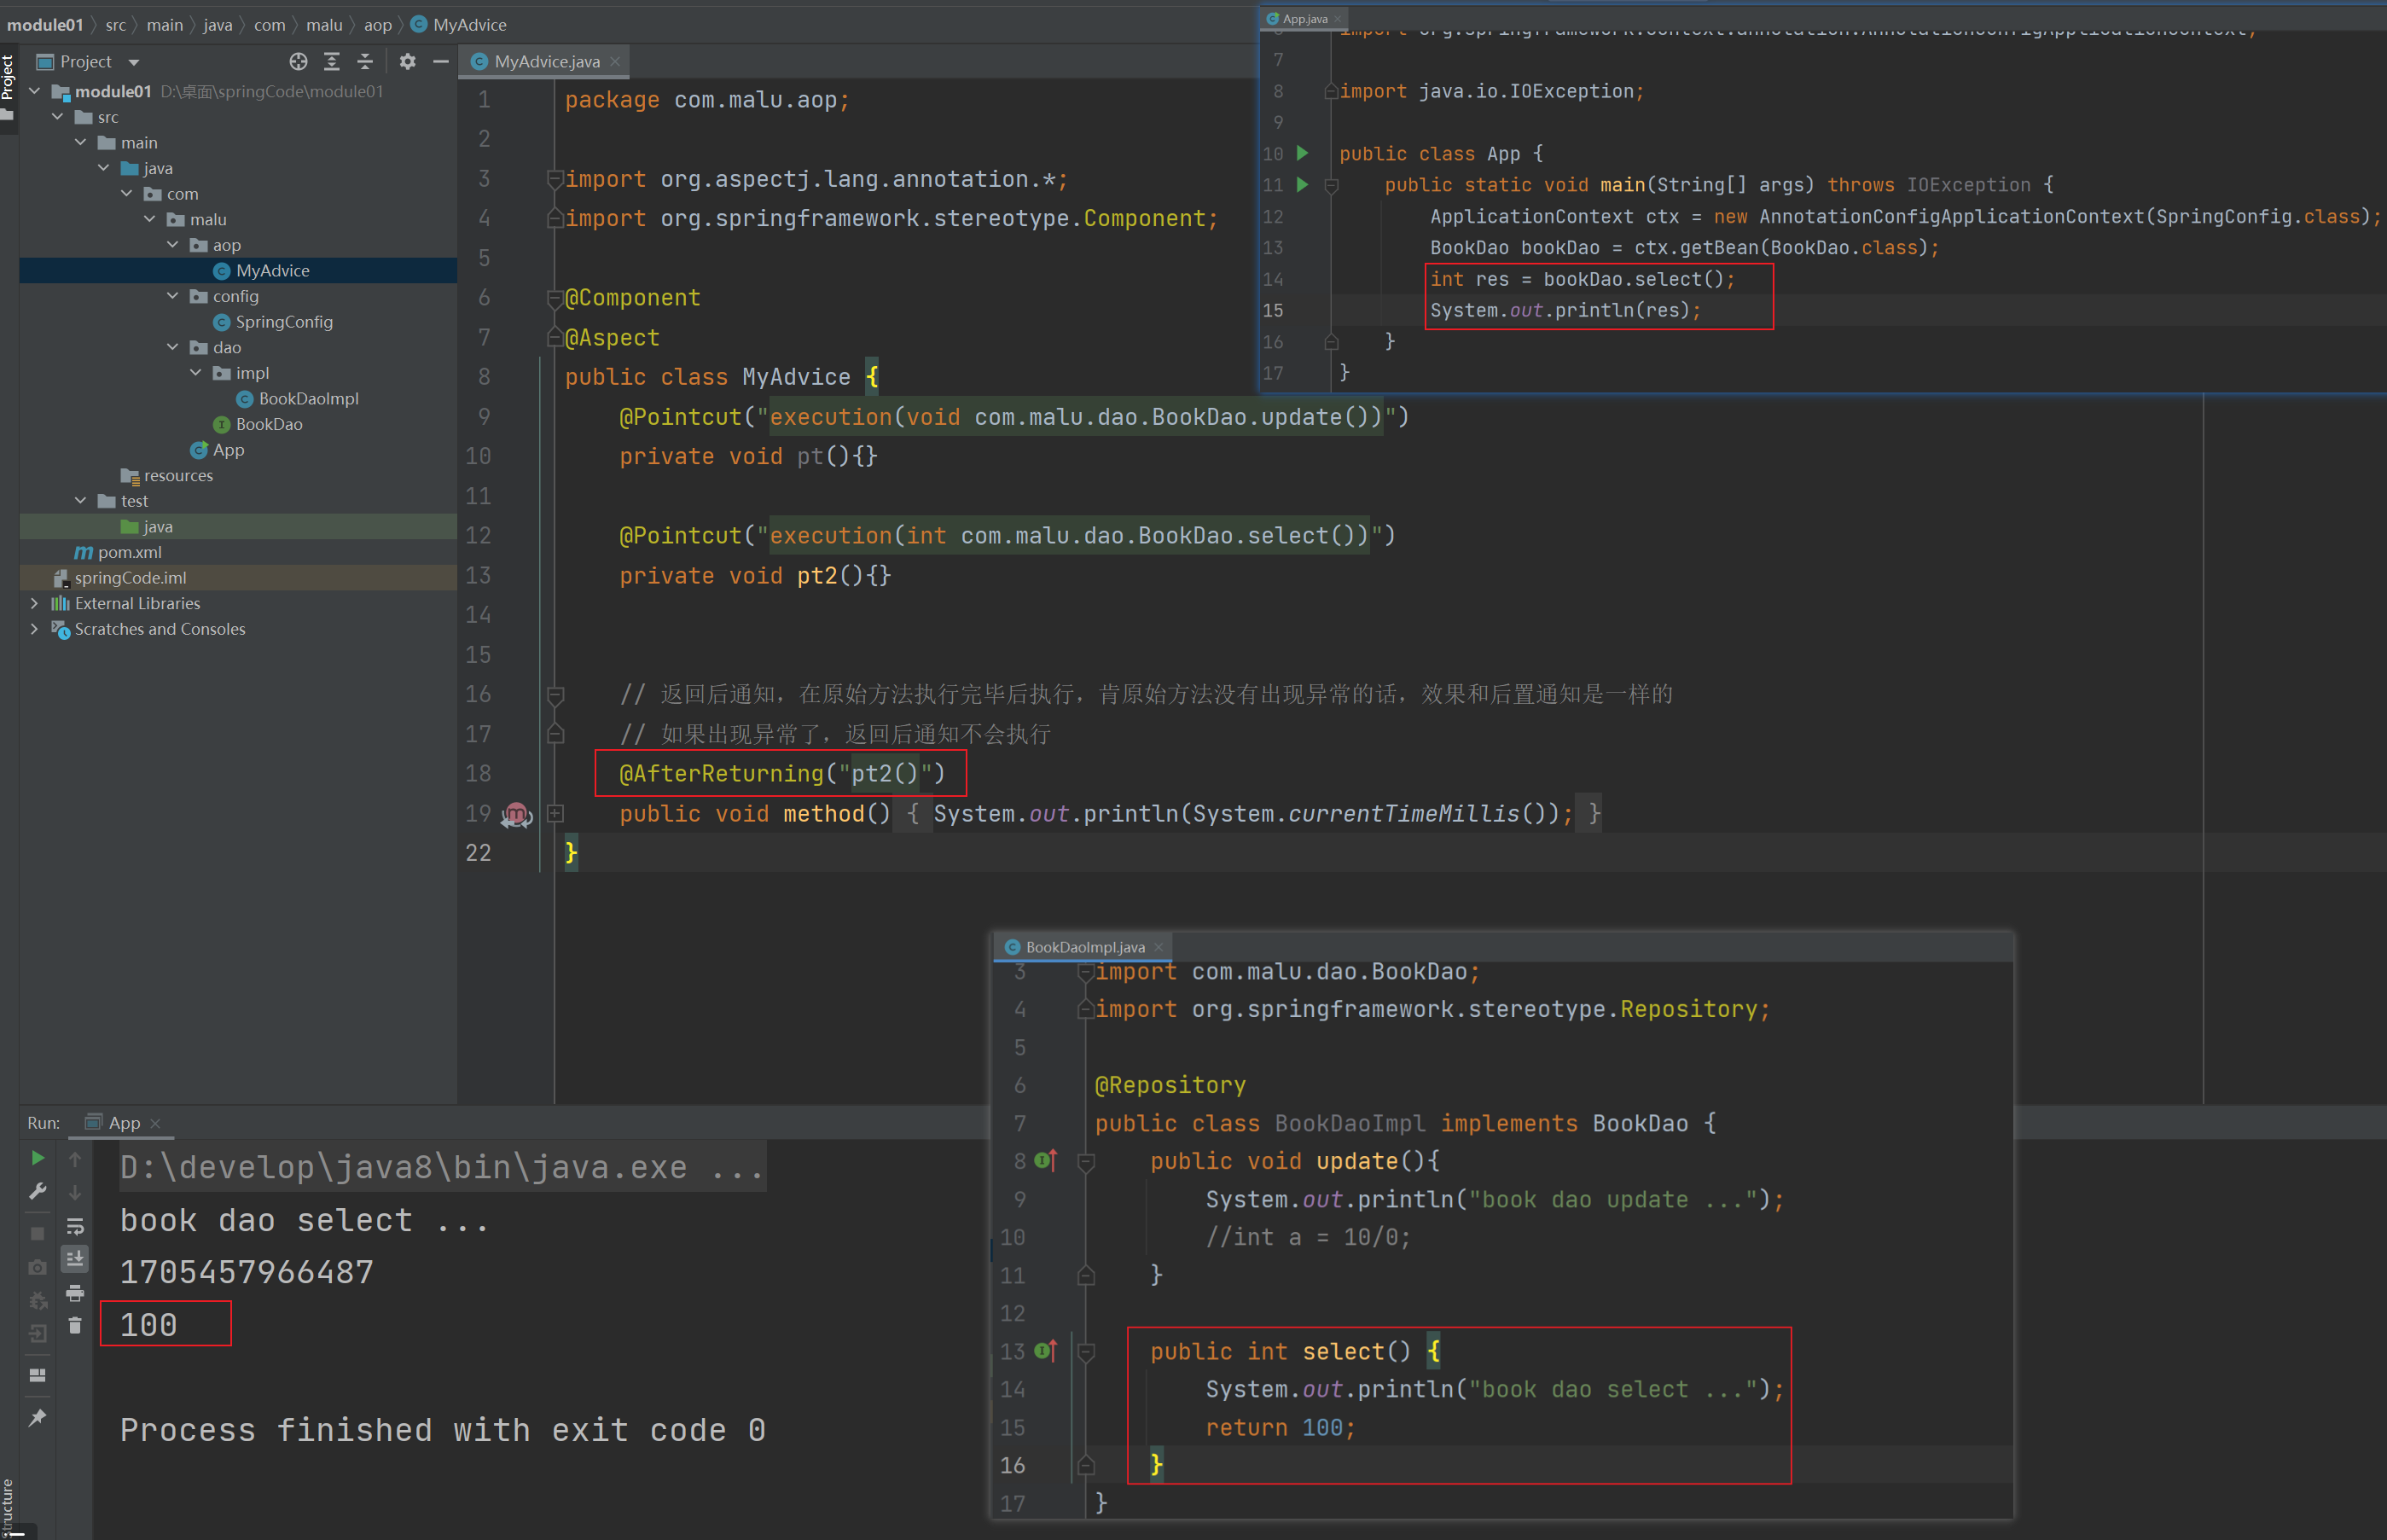 module01 〉 src 〉 main 〉 java 〉 com 〉 malu 〉 aop 〉 MyAdvice
Project
Project
module01 D:\桌面\springCode\module01
src
main
java
com
malu
aop
MyAdvice
config
SpringConfig
dao
impl
BookDaoImpl
BookDao
App
resources
test
java
pom.xml
springCode.iml
External Libraries
Scratches and Consoles
MyAdvice.java
1 package com.malu.aop;
2
3 import org.aspectj.lang.annotation.*;
4 import org.springframework.stereotype.Component;
5
6 @Component
7 @Aspect
8 public class MyAdvice {
9 @Pointcut("execution(void com.malu.dao.BookDao.update())")
10 private void pt(){}
11
12 @Pointcut("execution(int com.malu.dao.BookDao.select())")
13 private void pt2(){}
14
15
16 // 返回后通知，在原始方法执行完毕后执行，肯原始方法没有出现异常的话，效果和后置通知是一样的
17 // 如果出现异常了，返回后通知不会执行
18 @AfterReturning("pt2()")
19 public void method() { System.out.println(System.currentTimeMillis()); }
22 }
App.java
import org.springframework.context.annotation.AnnotationConfigApplicationContext;
7
8 import java.io.IOException;
9
10 public class App {
11 public static void main(String[] args) throws IOException {
12 ApplicationContext ctx = new AnnotationConfigApplicationContext(SpringConfig.class);
13 BookDao bookDao = ctx.getBean(BookDao.class);
14 int res = bookDao.select();
15 System.out.println(res);
16 }
17 }
BookDaoImpl.java
3 import com.malu.dao.BookDao;
4 import org.springframework.stereotype.Repository;
5
6 @Repository
7 public class BookDaoImpl implements BookDao {
8 public void update(){
9 System.out.println("book dao update ...");
10 //int a = 10/0;
11 }
12
13 public int select() {
14 System.out.println("book dao select ...");
15 return 100;
16 }
17 }
Run: App
D:\develop\java8\bin\java.exe ...
book dao select ...
1705457966487
100
Process finished with exit code 0
Structure